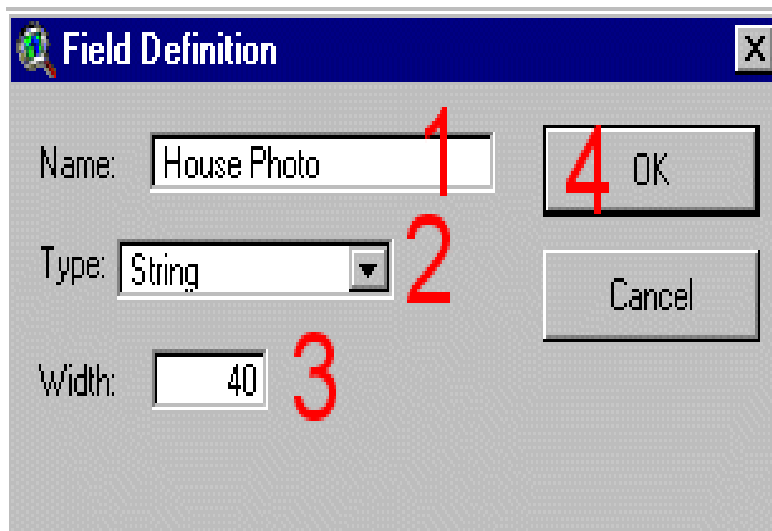 Field Definition X
Name: House Photo 1 4 OK
Type: String 2
Cancel
Width: 40 3